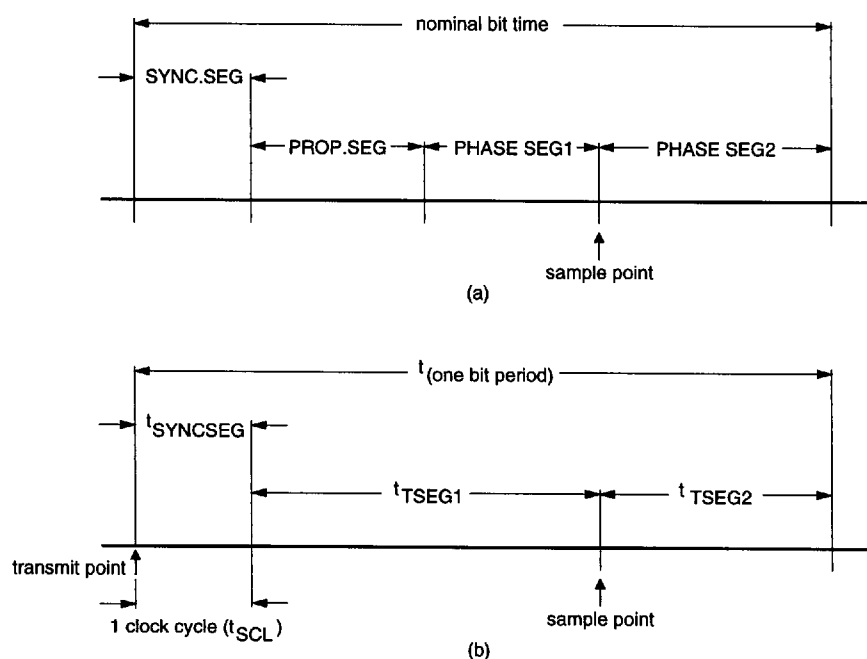 nominal bit time
SYNC.SEG
PROP.SEG
PHASE SEG1
PHASE SEG2
sample point
(a)
t(one bit period)
tSYNCSEG
tTSEG1
tTSEG2
transmit point
sample point
1 clock cycle (tSCL)
(b)